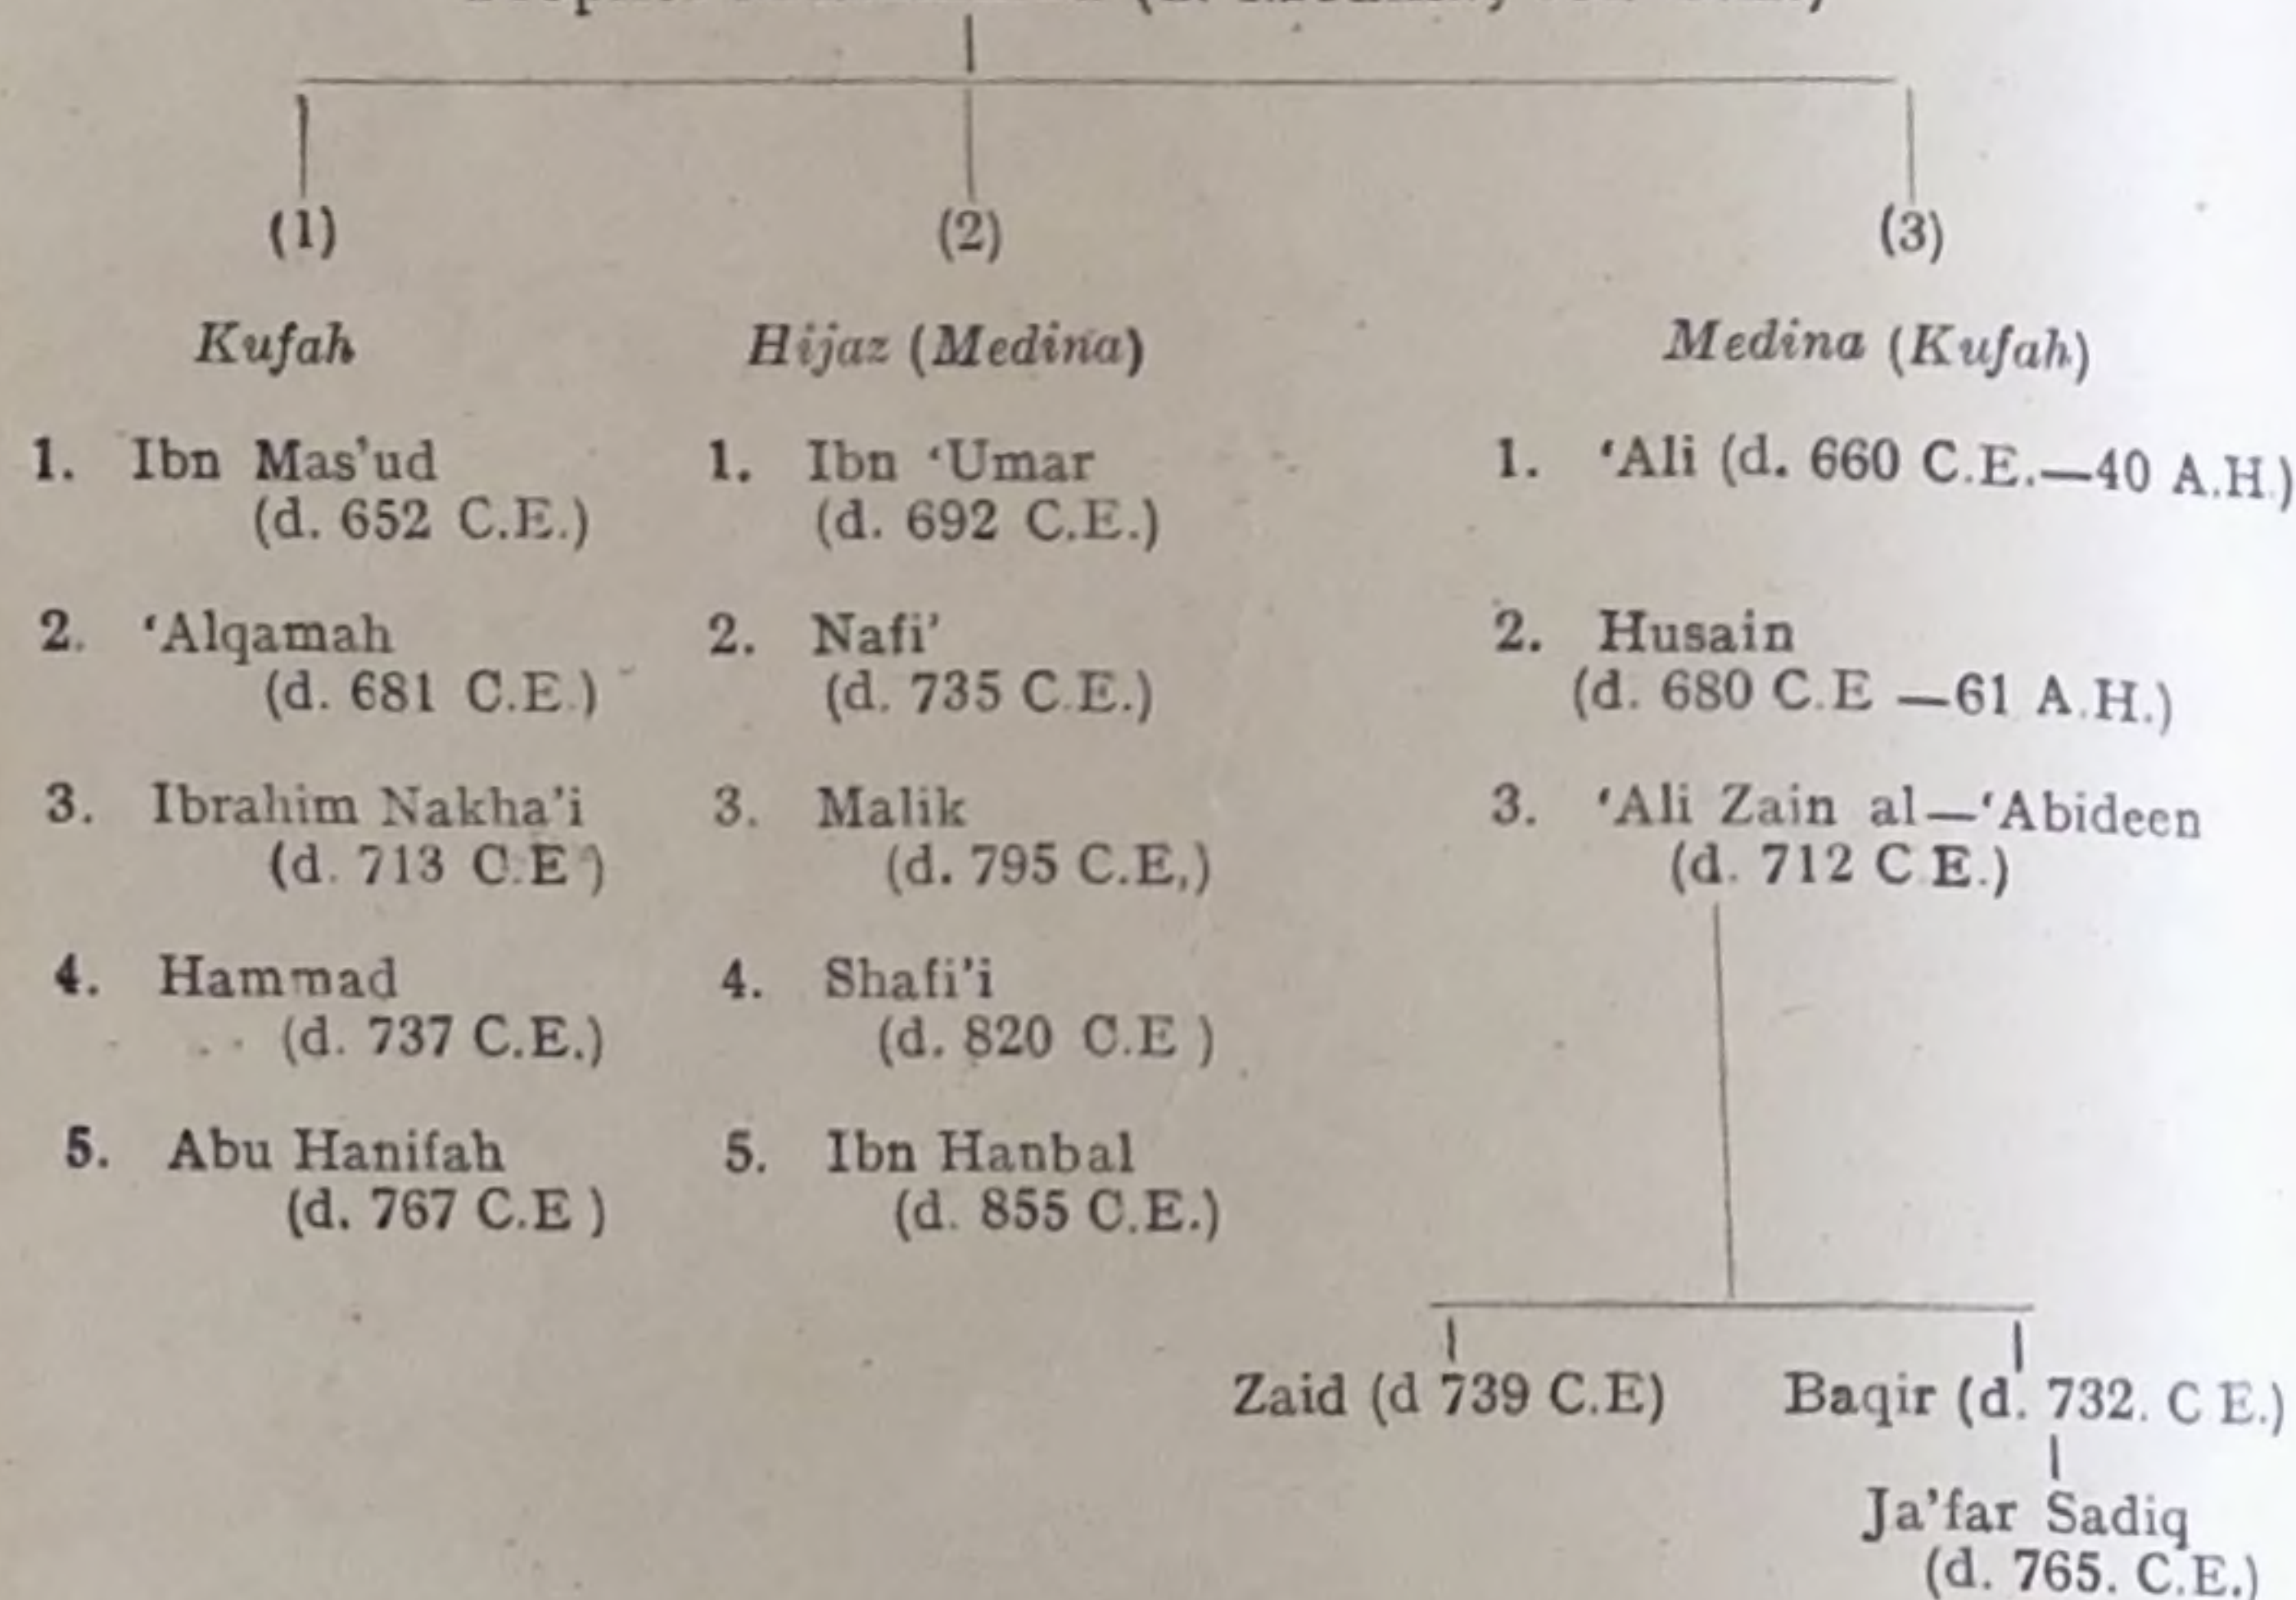 (1)
(2)
(3)
Kufah
Hijaz (Medina)
Medina (Kufah)
1. Ibn Mas'ud
(d. 652 C.E.)
2. ‘Alqamah
(d. 681 C.E.)
3. Ibrahim Nakha'i
(d. 713 C.E )
4. Hammad
(d. 737 C.E.)
5. Abu Hanifah
(d. 767 C.E )
1. Ibn ‘Umar
(d. 692 C.E.)
2. Nafi’
(d. 735 C.E.)
3. Malik
(d. 795 C.E,)
4. Shafi'i
(d. 820 C.E )
5. Ibn Hanbal
(d. 855 C.E.)
1. ‘Ali (d. 660 C.E.—40 A.H.)
2. Husain
(d. 680 C.E —61 A.H.)
3. ‘Ali Zain al—‘Abideen
(d. 712 C E.)
Zaid (d 739 C.E)
Baqir (d. 732. C E.)
Ja’far Sadiq
(d. 765. C.E.)